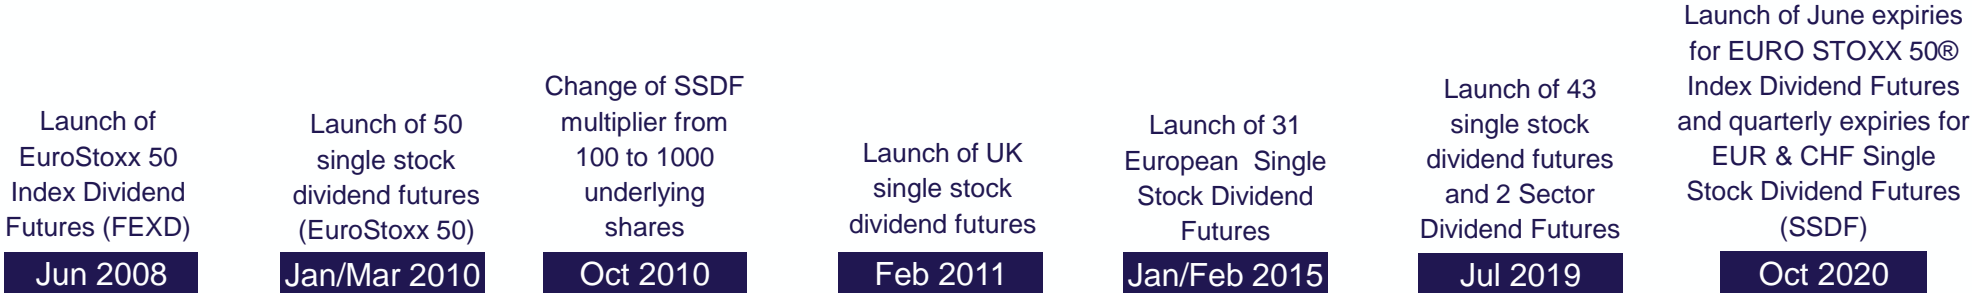 Launch of
EuroStoxx 50
Index Dividend
Futures (FEXD)
Jun 2008
Launch of 50
single stock
dividend futures
(EuroStoxx 50)
Jan/Mar 2010
Change of SSDF
multiplier from
100 to 1000
underlying
shares
Oct 2010
Launch of UK
single stock
dividend futures
Feb 2011
Launch of 31
European Single
Stock Dividend
Futures
Jan/Feb 2015
Launch of 43
single stock
dividend futures
and 2 Sector
Dividend Futures
Jul 2019
Launch of June expiries
for EURO STOXX 50®
Index Dividend Futures
and quarterly expiries for
EUR & CHF Single
Stock Dividend Futures
(SSDF)
Oct 2020